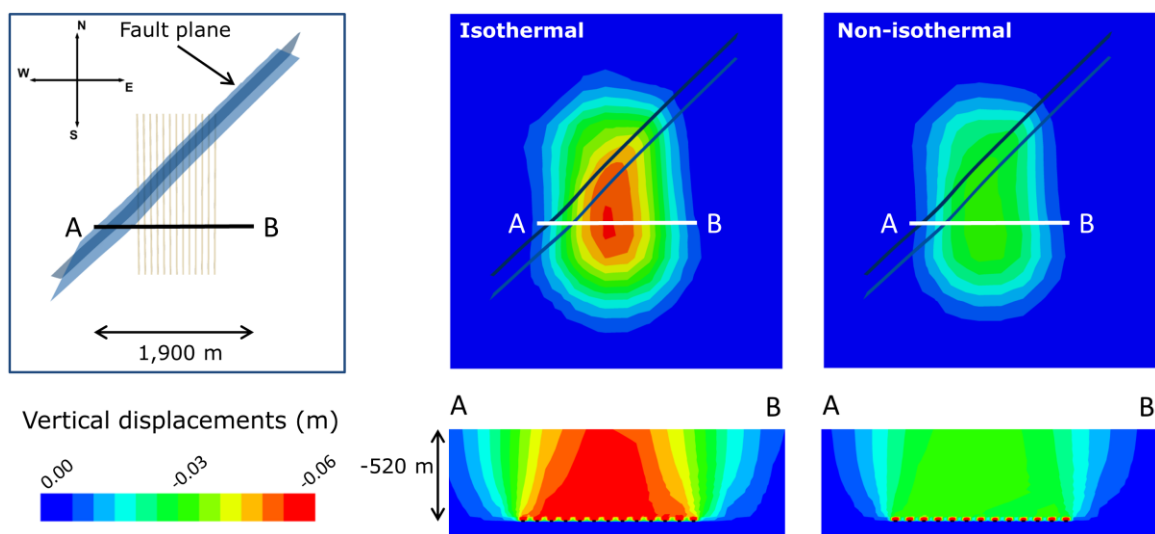 Fault plane
N
W
E
S
A
B
1,900 m
Isothermal
A
B
Non-isothermal
A
B
Vertical displacements (m)
0.00
-0.03
-0.06
A
B
-520 m
A
B